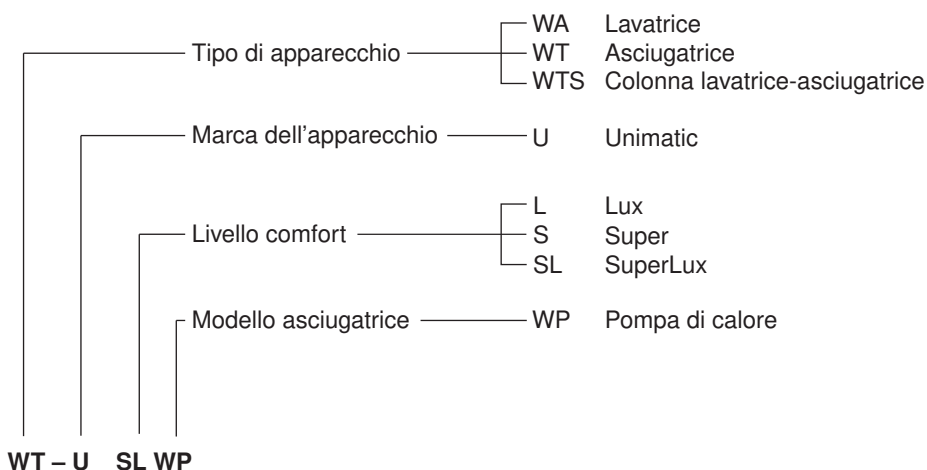 WA Lavatrice
Tipo di apparecchio WT Asciugatrice
WTS Colonna lavatrice-asciugatrice
Marca dell'apparecchio U Unimatic
L Lux
Livello comfort S Super
SL SuperLux
Modello asciugatrice WP Pompa di calore
WT – U SL WP